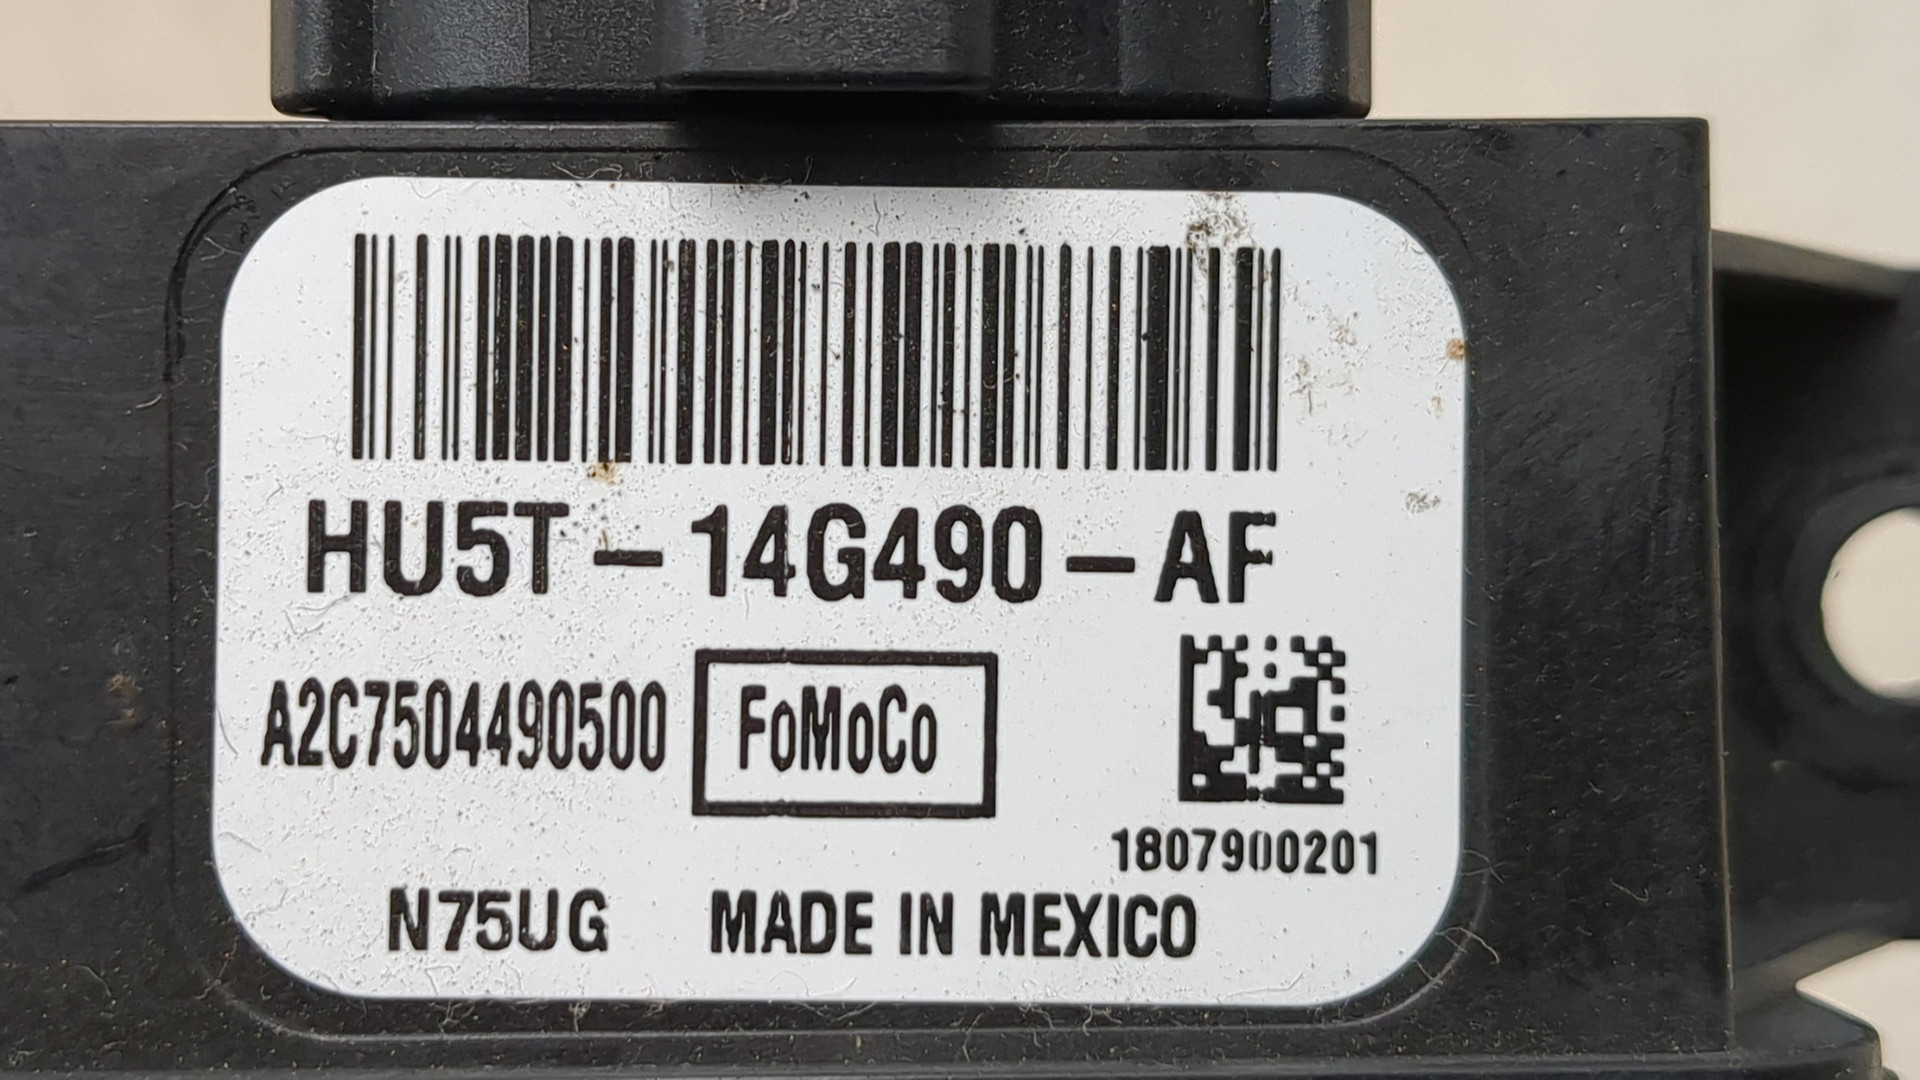 HU5T-14G490-AF
A2C7504490500 FoMoCo
1807900201
N75UG MADE IN MEXICO